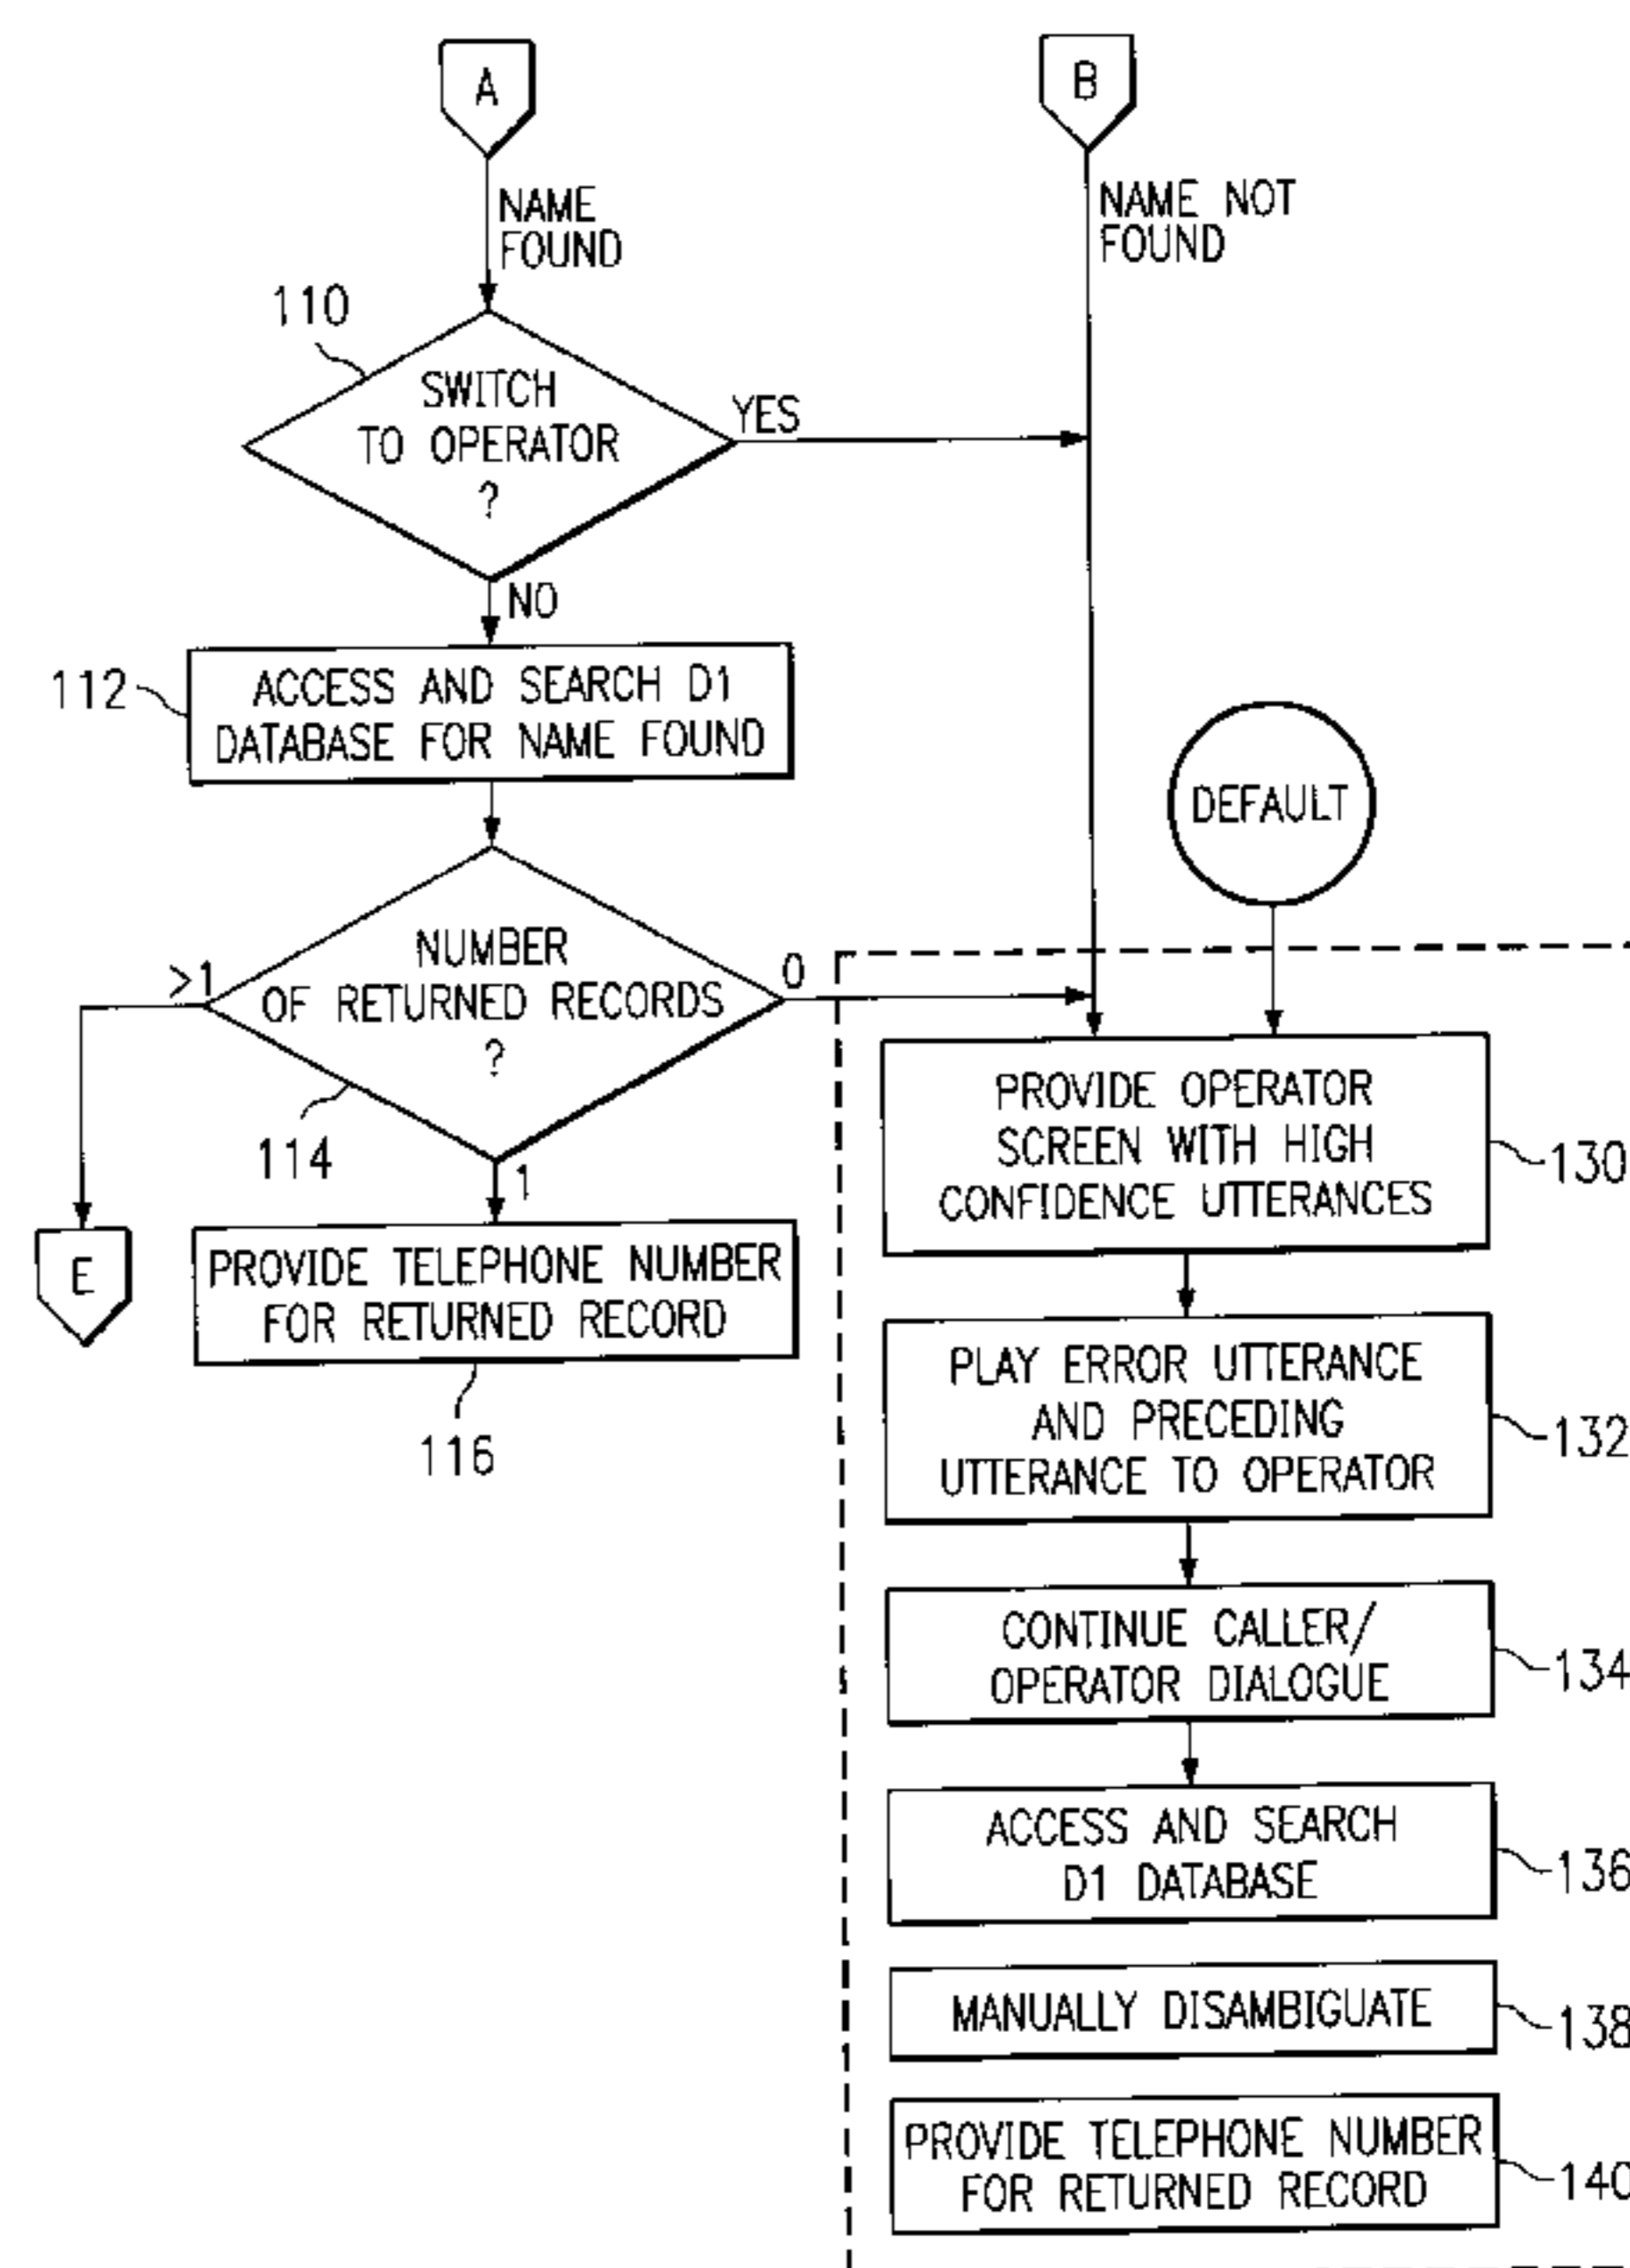 A
B
NAME
FOUND
NAME NOT
FOUND
110
SWITCH
TO OPERATOR
?
YES
NO
112
ACCESS AND SEARCH D1
DATABASE FOR NAME FOUND
DEFAULT
NUMBER
OF RETURNED RECORDS
?
>1
0
1
114
E
PROVIDE TELEPHONE NUMBER
FOR RETURNED RECORD
116
PROVIDE OPERATOR
SCREEN WITH HIGH
CONFIDENCE UTTERANCES
130
PLAY ERROR UTTERANCE
AND PRECEDING
UTTERANCE TO OPERATOR
132
CONTINUE CALLER/
OPERATOR DIALOGUE
134
ACCESS AND SEARCH
D1 DATABASE
136
MANUALLY DISAMBIGUATE
138
PROVIDE TELEPHONE NUMBER
FOR RETURNED RECORD
140